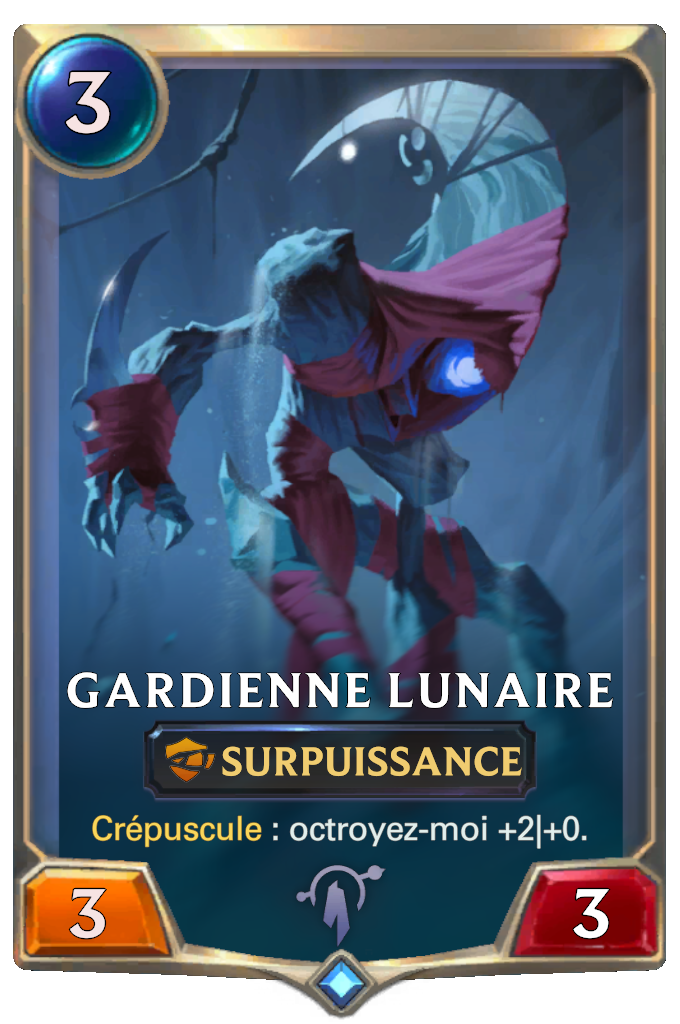 3
GARDIENNE LUNAIRE
SURPUISSANCE
Crépuscule : octroyez-moi +2|+0.
3
3